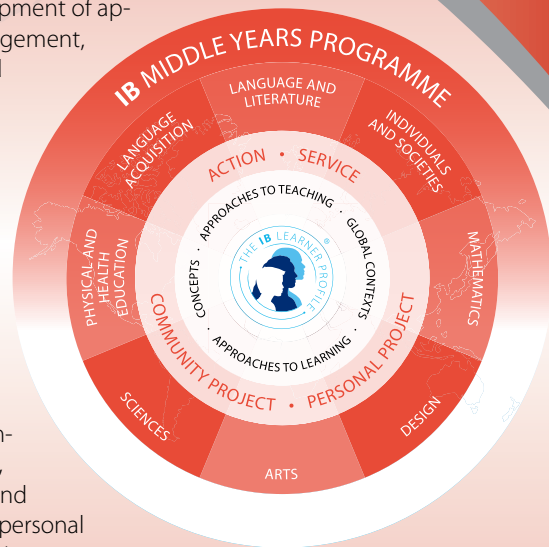 pment of ap-
gement,
IB MIDDLE YEARS PROGRAMME
LANGUAGE AND
LITERATURE
LANGUAGE
ACQUISITION
INDIVIDUALS
AND SOCIETIES
PHYSICAL AND
HEALTH
EDUCATION
MATHEMATICS
SCIENCES
DESIGN
ARTS
ACTION • SERVICE
COMMUNITY PROJECT • PERSONAL PROJECT
APPROACHES TO TEACHING · GLOBAL CONTEXTS · APPROACHES TO LEARNING · CONCEPTS ·
THE IB LEARNER PROFILE ®
n-
nd
personal